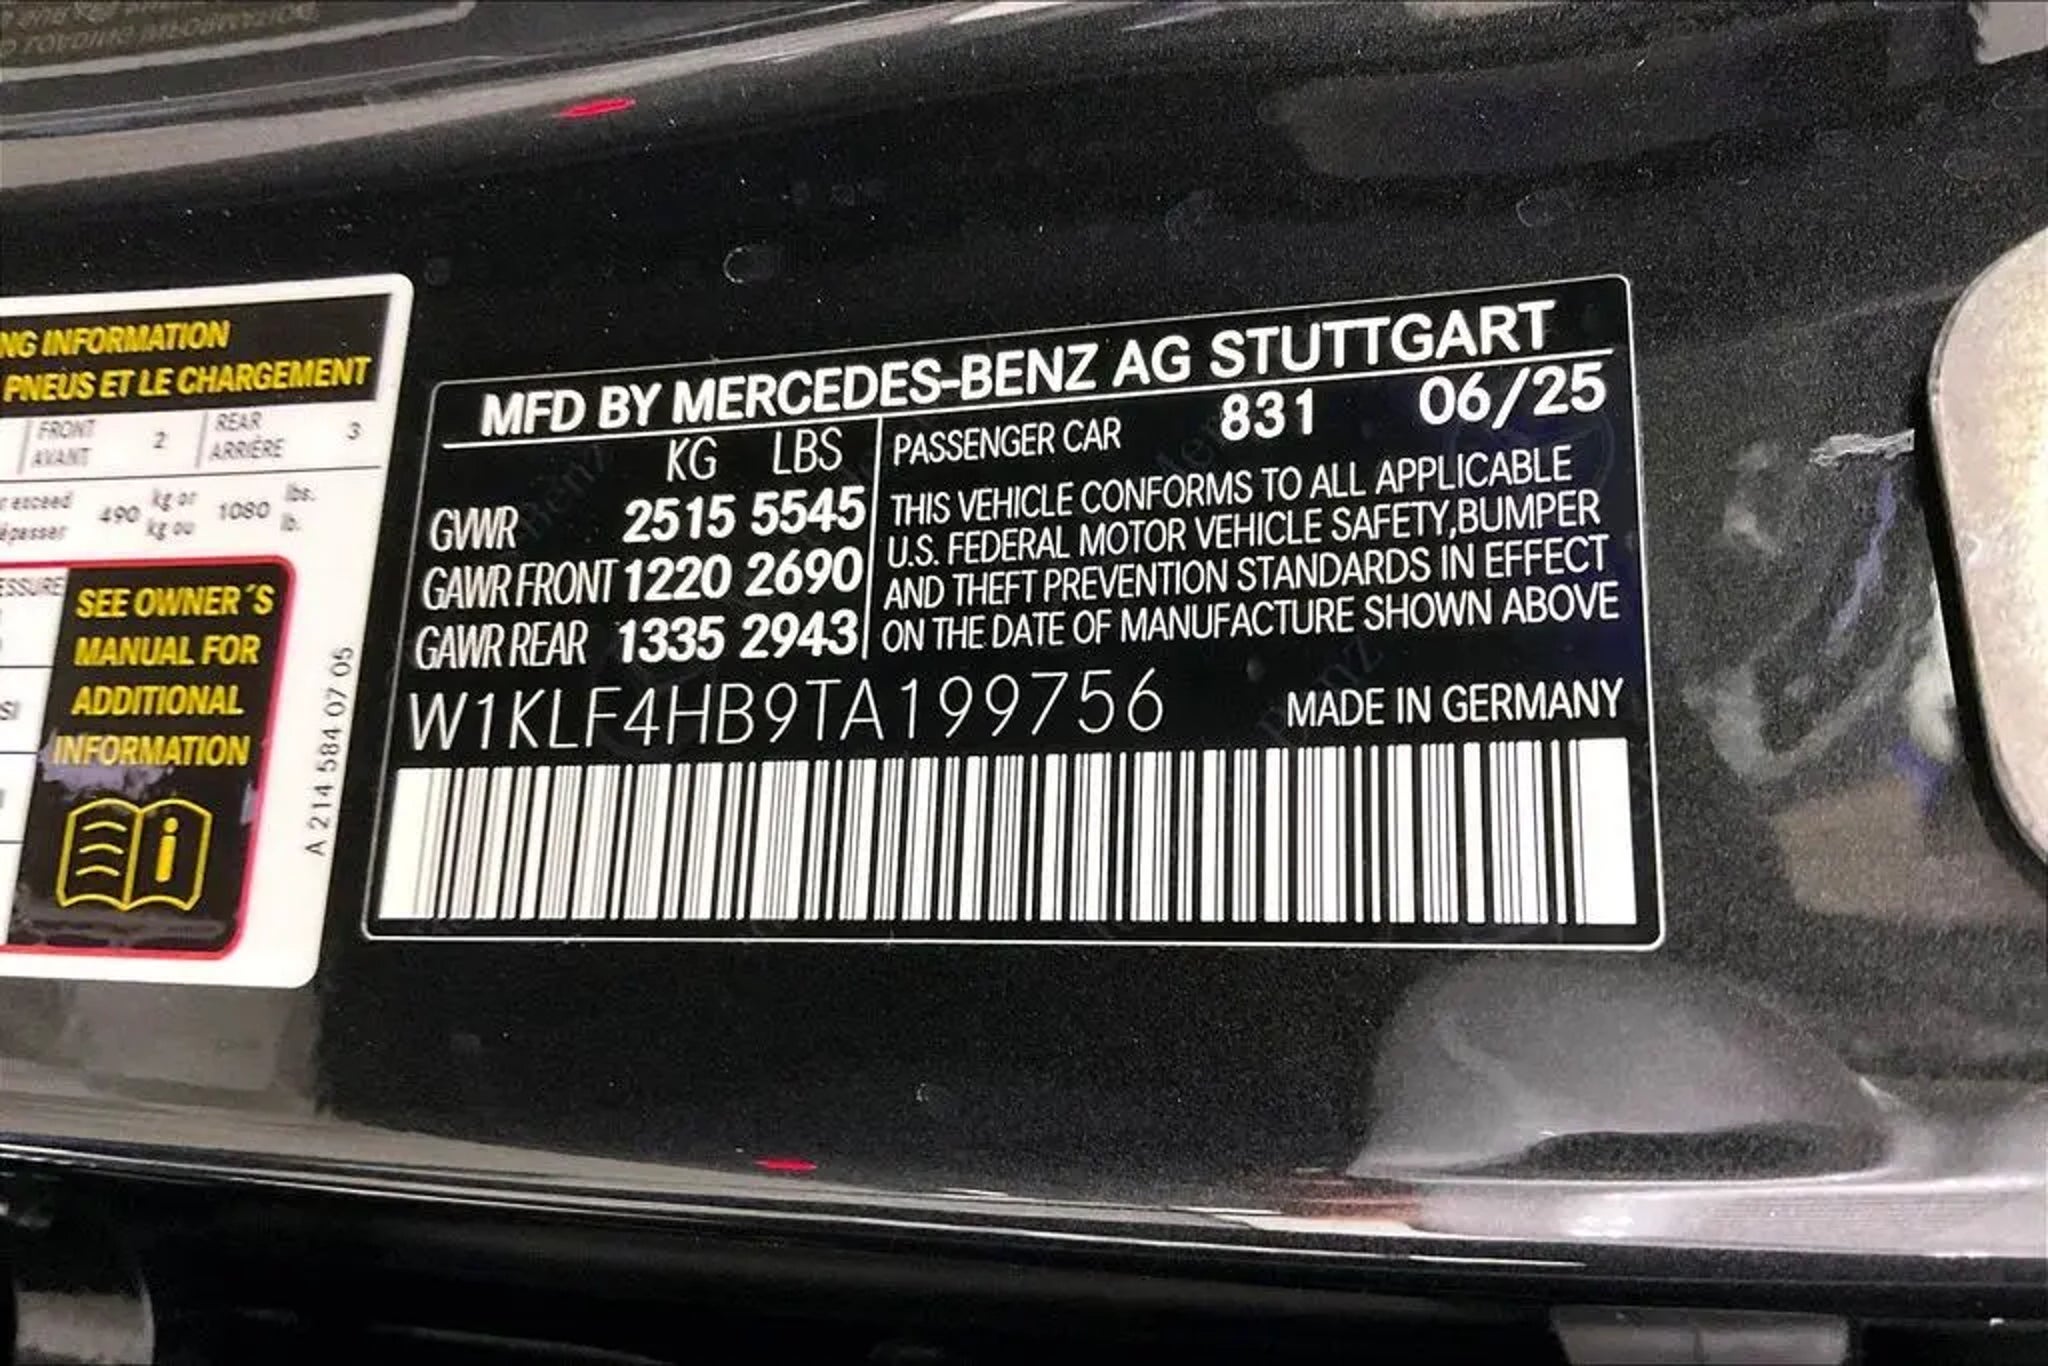 NG INFORMATION
PNEUS ET LE CHARGEMENT
FRONT
AVANT
2
REAR
ARRIÈRE
3
exceed
490
kg or
kg ou
1080
lbs.
lb.
SEE OWNER´S
MANUAL FOR
ADDITIONAL
INFORMATION
A 214 584 07 05
MFD BY MERCEDES-BENZ AG STUTTGART
KG LBS
GVWR 2515 5545
GAWR FRONT 1220 2690
GAWR REAR 1335 2943
PASSENGER CAR 831 06/25
THIS VEHICLE CONFORMS TO ALL APPLICABLE
U.S. FEDERAL MOTOR VEHICLE SAFETY,BUMPER
AND THEFT PREVENTION STANDARDS IN EFFECT
ON THE DATE OF MANUFACTURE SHOWN ABOVE
W1KLF4HB9TA199756
MADE IN GERMANY